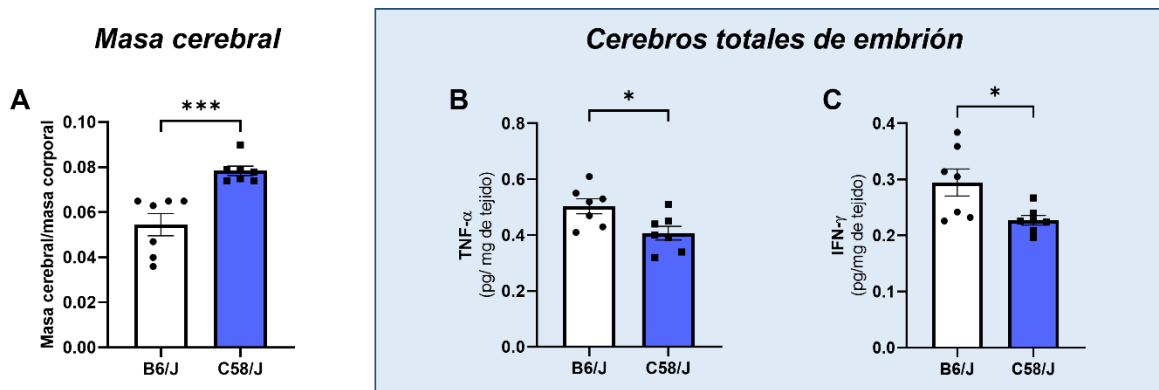 Masa cerebral
Cerebros totales de embrión
A
***
Masa cerebral/masa corporal
0.10
0.08
0.06
0.04
0.02
0.00
B6/J C58/J
B
*
TNF-α
(pg/ mg de tejido)
0.8
0.6
0.4
0.2
0.0
B6/J C58/J
C
*
IFN-γ
(pg/mg de tejido)
0.4
0.3
0.2
0.1
0.0
B6/J C58/J